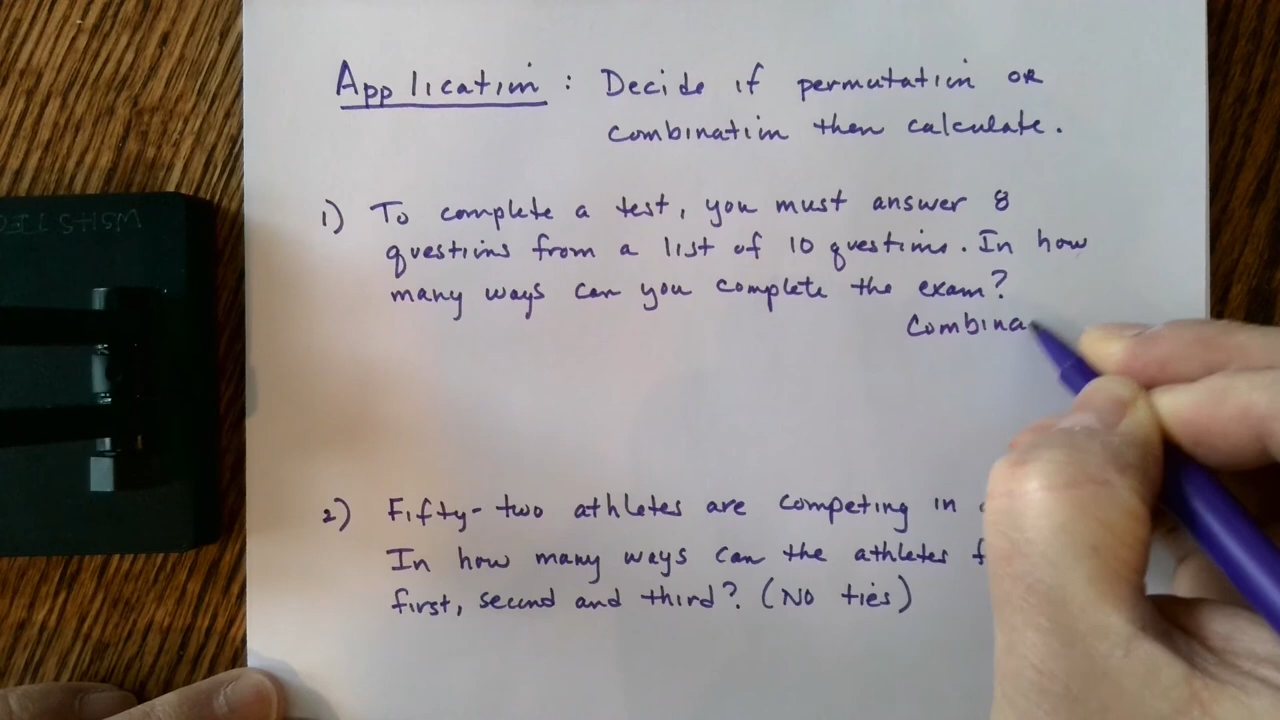 Application : Decide if permutation OR
combination then calculate.
1) To complete a test, you must answer 8
questions from a list of 10 questions. In how
many ways can you complete the exam?
Combina
2) Fifty-two athletes are competing in
In how many ways can the athletes f
first, second and third? (No ties)